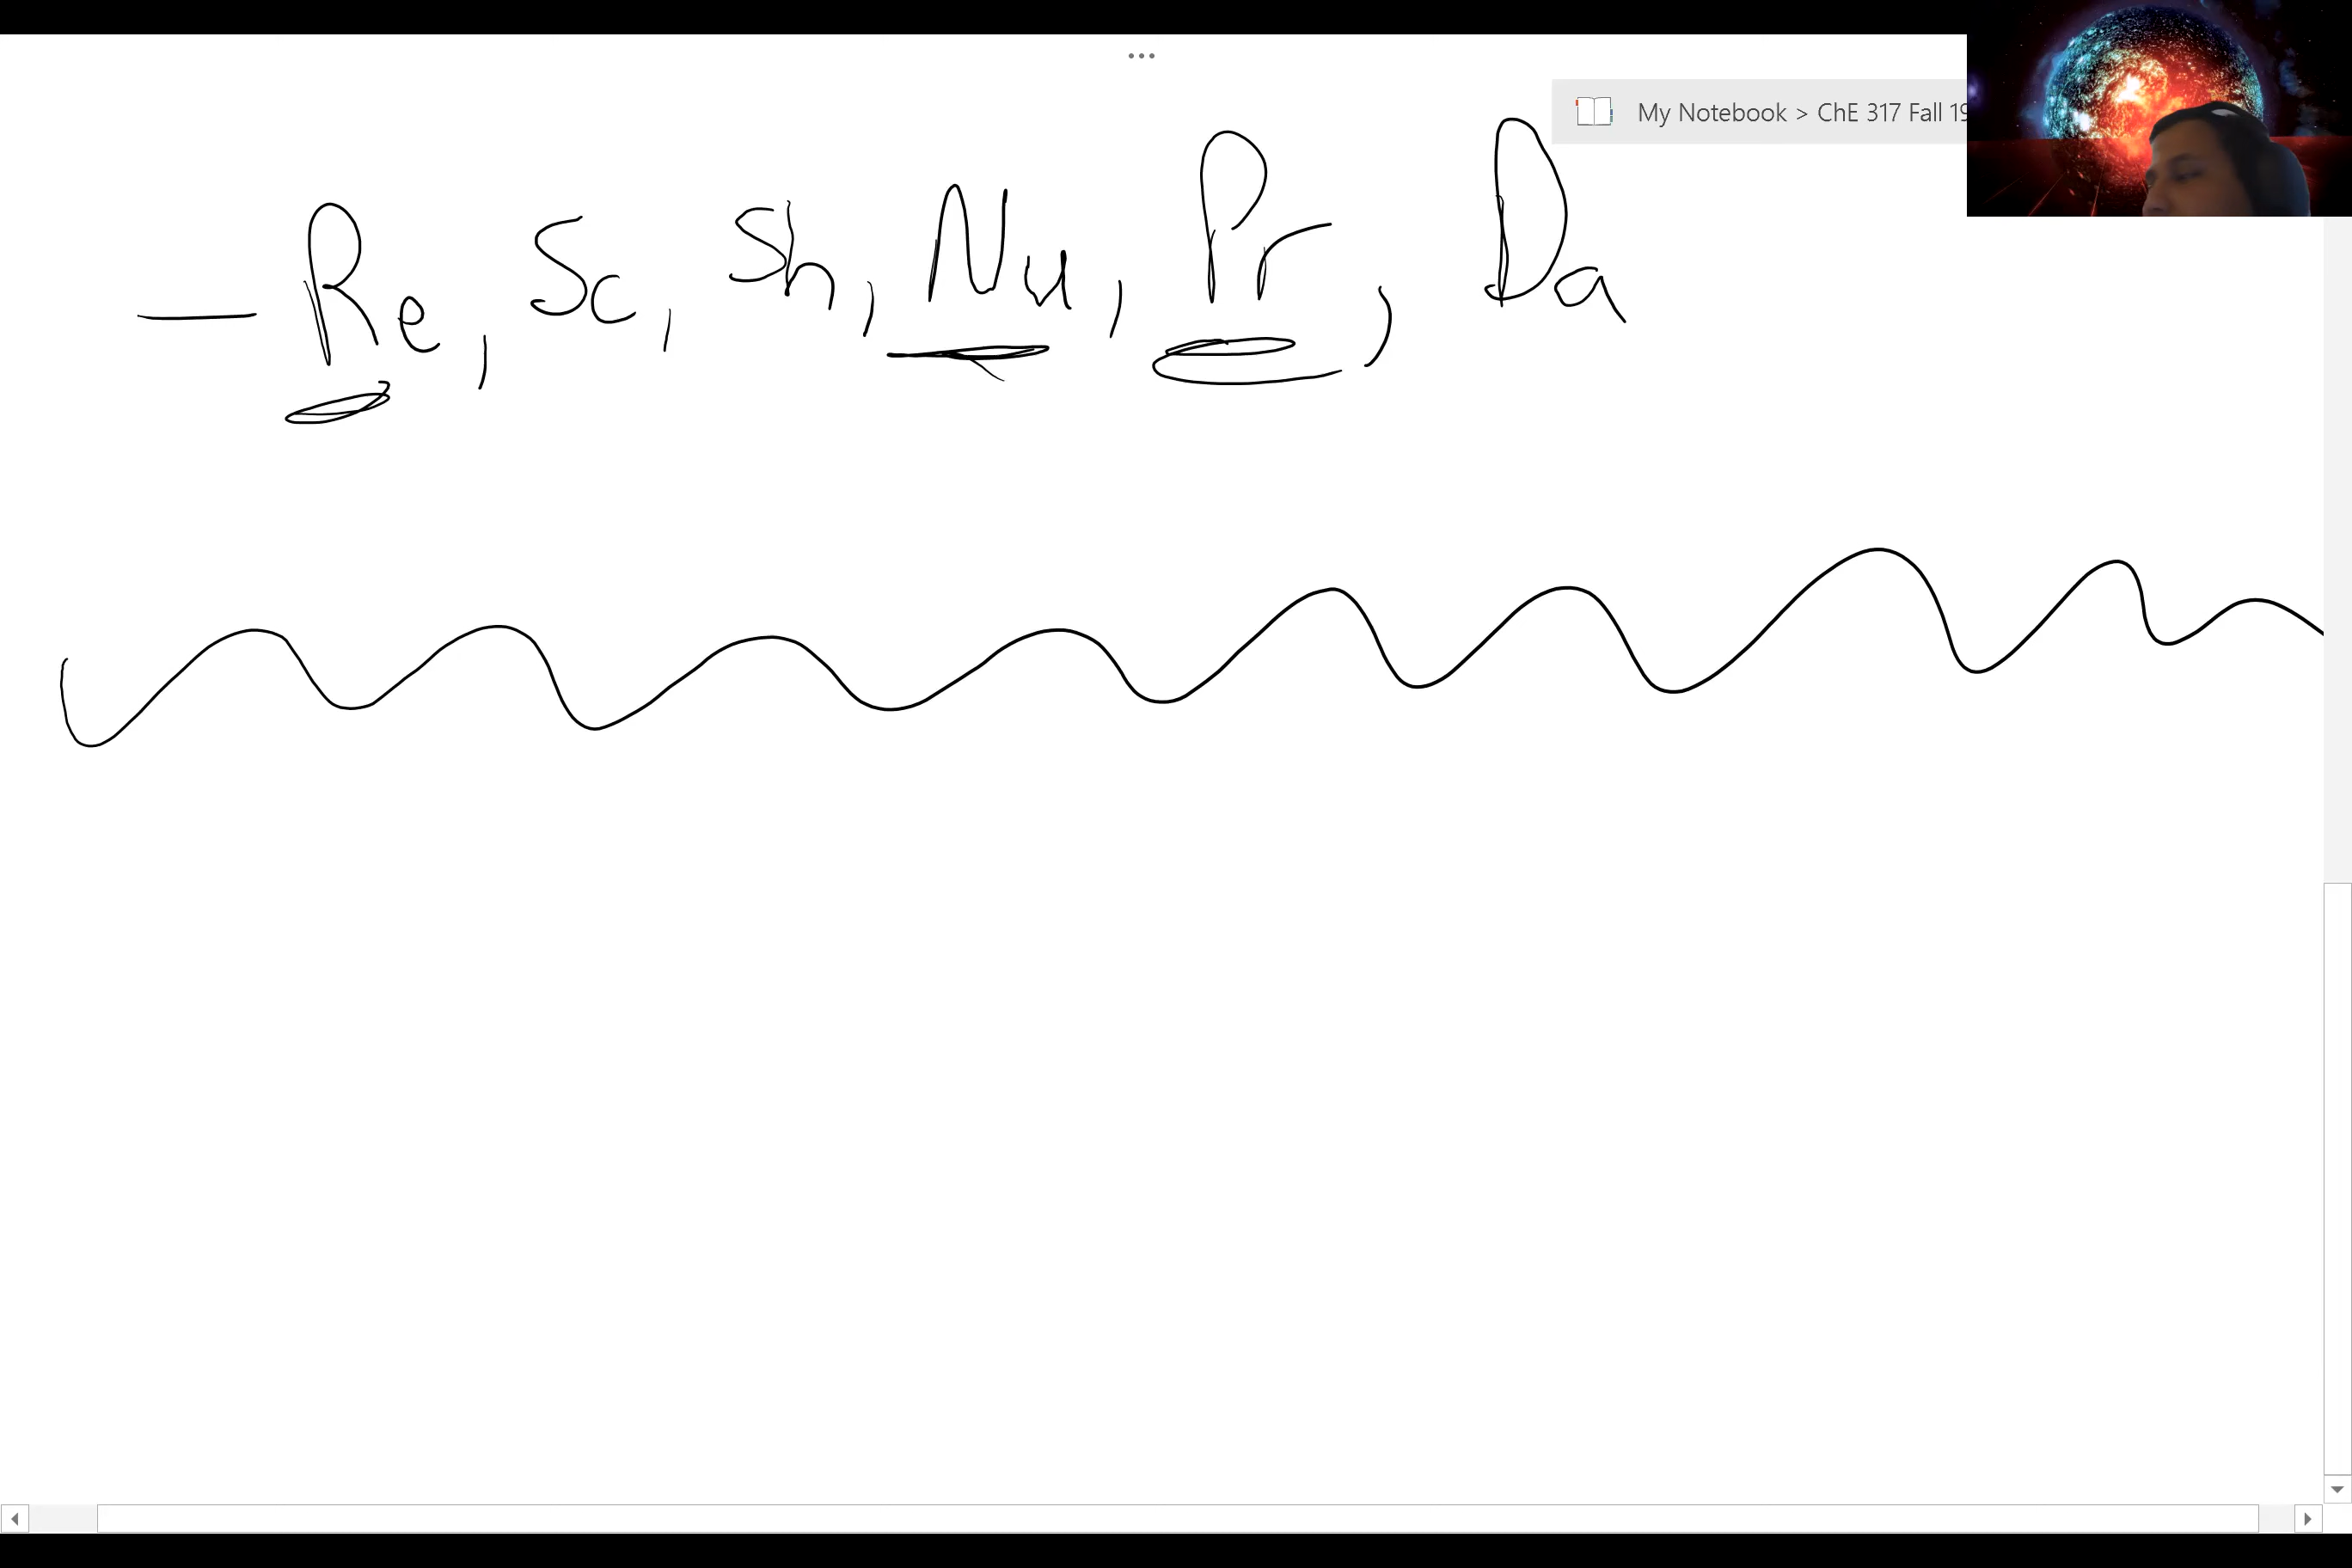 My Notebook > ChE 317 Fall 19
— Re, Sc, Sh, Nu, Pr, Da